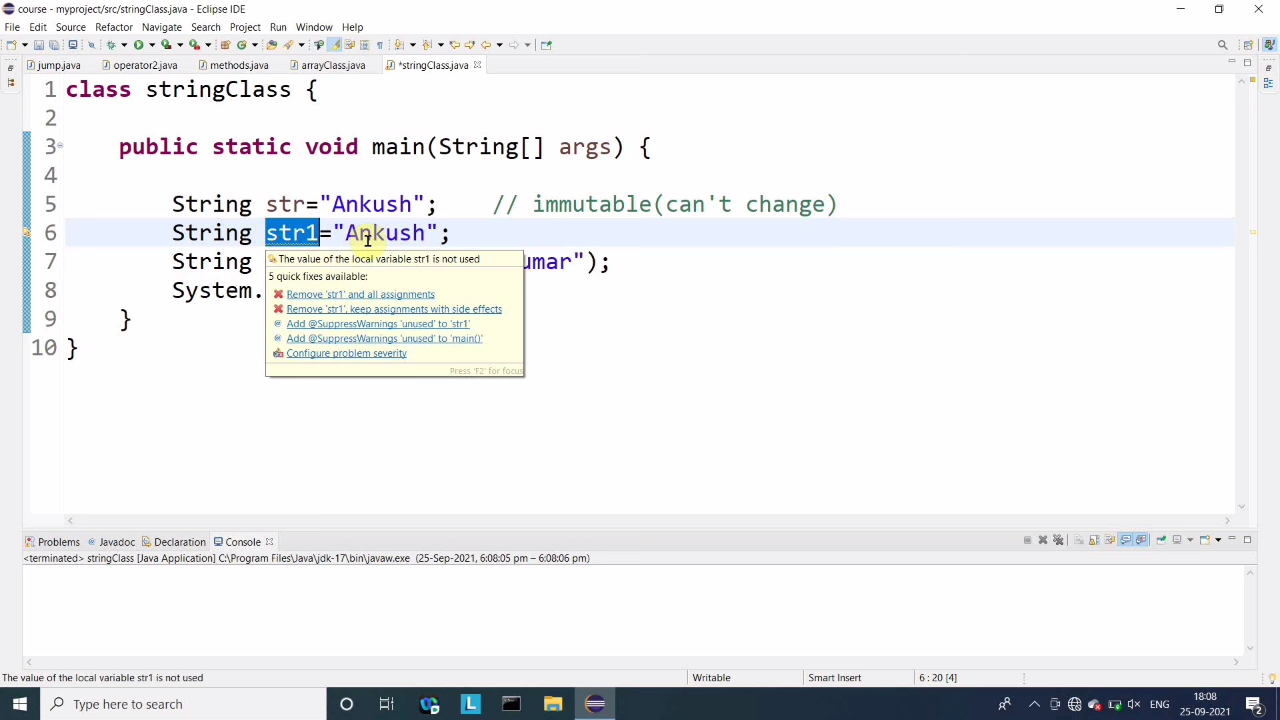 course - myproject/src/stringClass.java - Eclipse IDE
File Edit Source Refactor Navigate Search Project Run Window Help
jump.java operator2.java methods.java arrayClass.java *stringClass.java
1 class stringClass {
2
3 public static void main(String[] args) {
4
5 String str="Ankush"; // immutable(can't change)
6 String str1="Ankush";
7 String umar");
8 System.
9 }
10 }
The value of the local variable str1 is not used
5 quick fixes available:
Remove 'str1' and all assignments
Remove 'str1', keep assignments with side effects
Add @SuppressWarnings 'unused' to 'str1'
Add @SuppressWarnings 'unused' to 'main()'
Configure problem severity
Press 'F2' for focus
Problems Javadoc Declaration Console
<terminated> stringClass [Java Application] C:\Program Files\Java\jdk-17\bin\javaw.exe (25-Sep-2021, 6:08:05 pm – 6:08:06 pm)
The value of the local variable str1 is not used Writable Smart Insert 6 : 20 [4]
Type here to search L ENG 18:08
25-09-2021 2